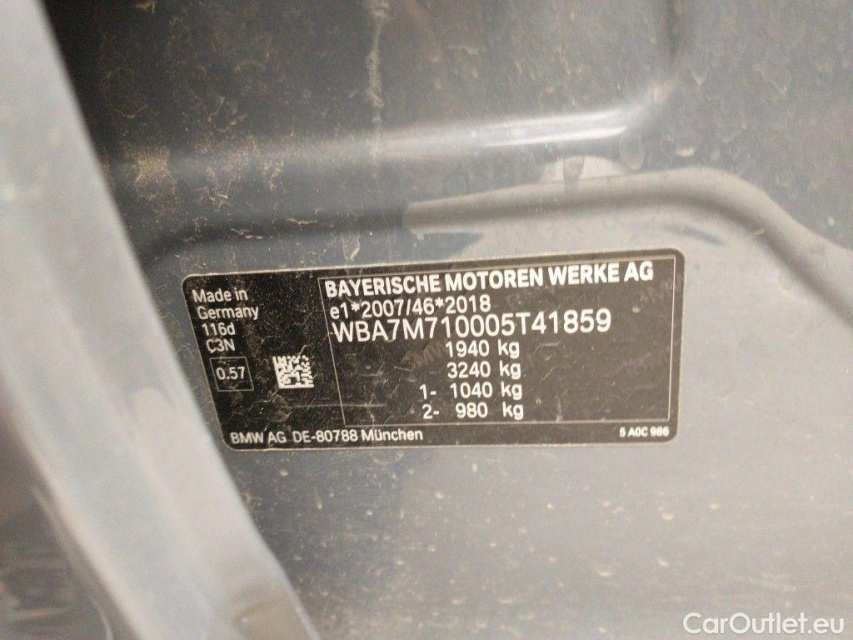 Made in
Germany
116d
C3N
0.57
BAYERISCHE MOTOREN WERKE AG
e1*2007/46*2018
WBA7M710005T41859
1940 kg
3240 kg
1- 1040 kg
2- 980 kg
BMW AG DE-80788 München
5 A0C 986
CarOutlet.eu